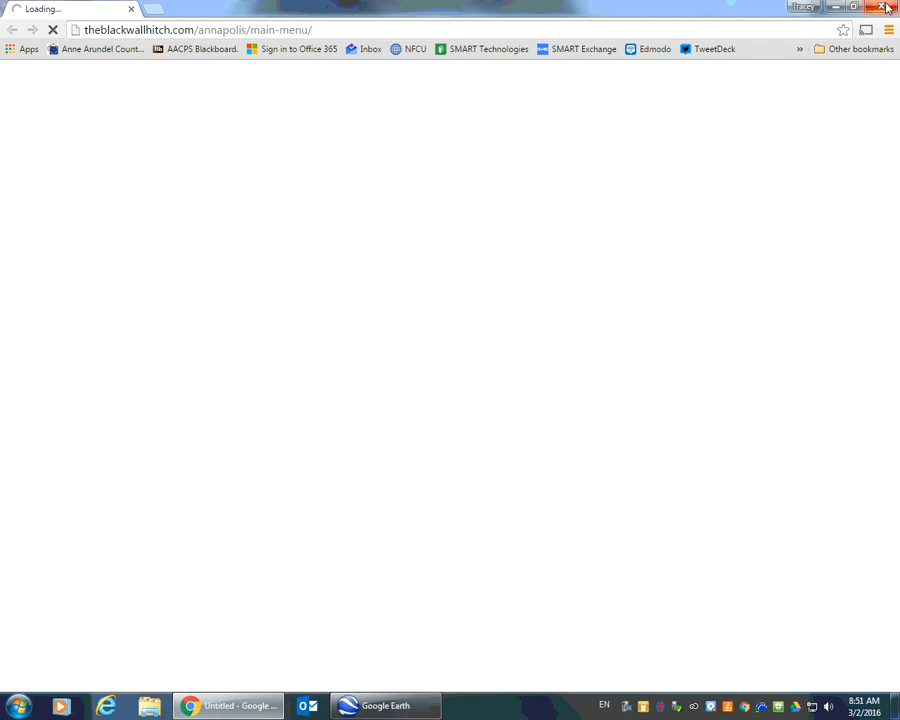 Loading...
Tracey
theblackwallhitch.com/annapolis/main-menu/
Apps Anne Arundel Count... Bb AACPS Blackboard. Sign in to Office 365 Inbox NFCU SMART Technologies SMART Exchange Edmodo TweetDeck » Other bookmarks
Untitled - Google ... Google Earth EN 8:51 AM
3/2/2016